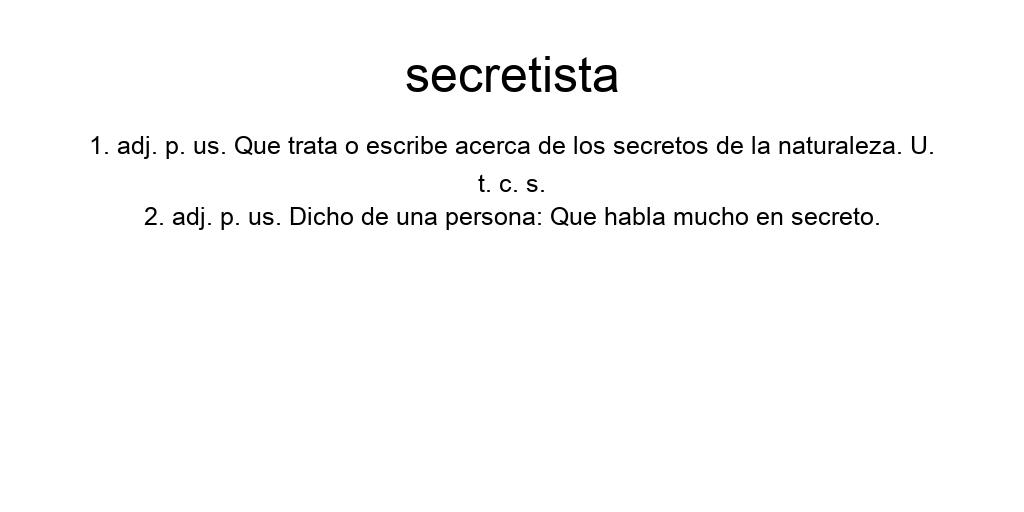 secretista
1. adj. p. us. Que trata o escribe acerca de los secretos de la naturaleza. U.
t. c. s.
2. adj. p. us. Dicho de una persona: Que habla mucho en secreto.